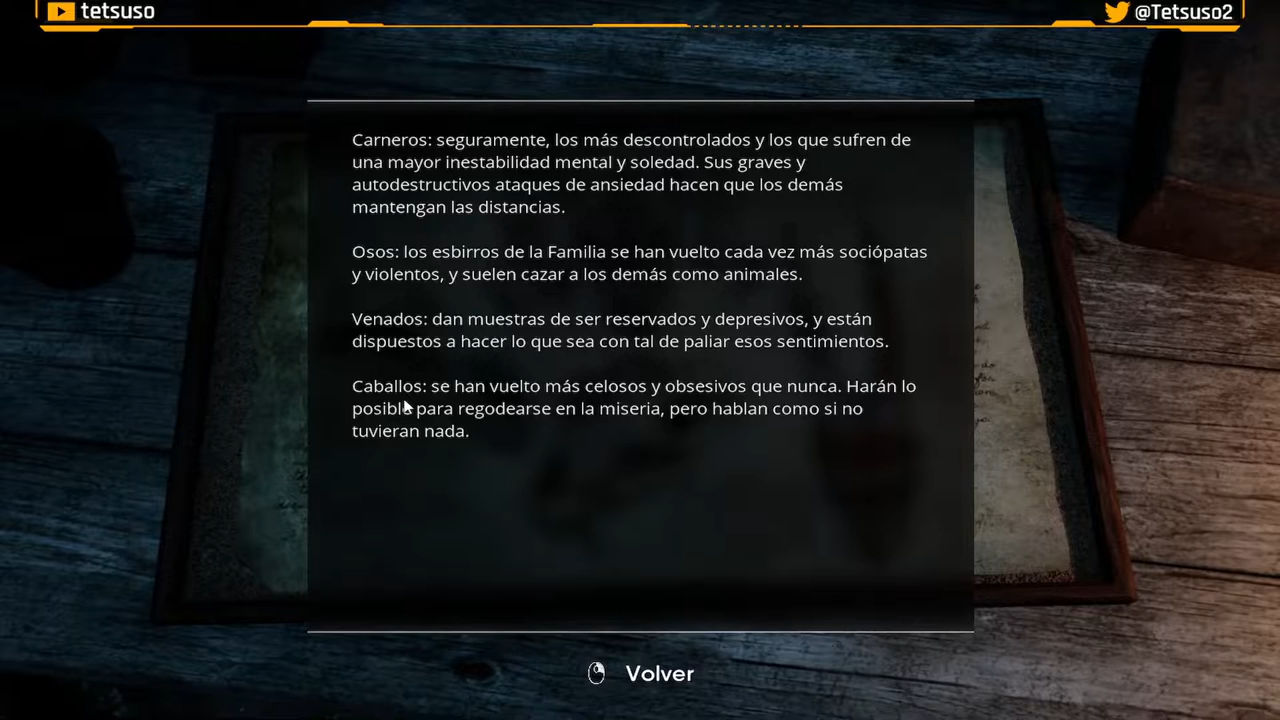 tetsuso
@Tetsuso2
Carneros: seguramente, los más descontrolados y los que sufren de
una mayor inestabilidad mental y soledad. Sus graves y
autodestructivos ataques de ansiedad hacen que los demás
mantengan las distancias.
Osos: los esbirros de la Familia se han vuelto cada vez más sociópatas
y violentos, y suelen cazar a los demás como animales.
Venados: dan muestras de ser reservados y depresivos, y están
dispuestos a hacer lo que sea con tal de paliar esos sentimientos.
Caballos: se han vuelto más celosos y obsesivos que nunca. Harán lo
posible para regodearse en la miseria, pero hablan como si no
tuvieran nada.
Volver